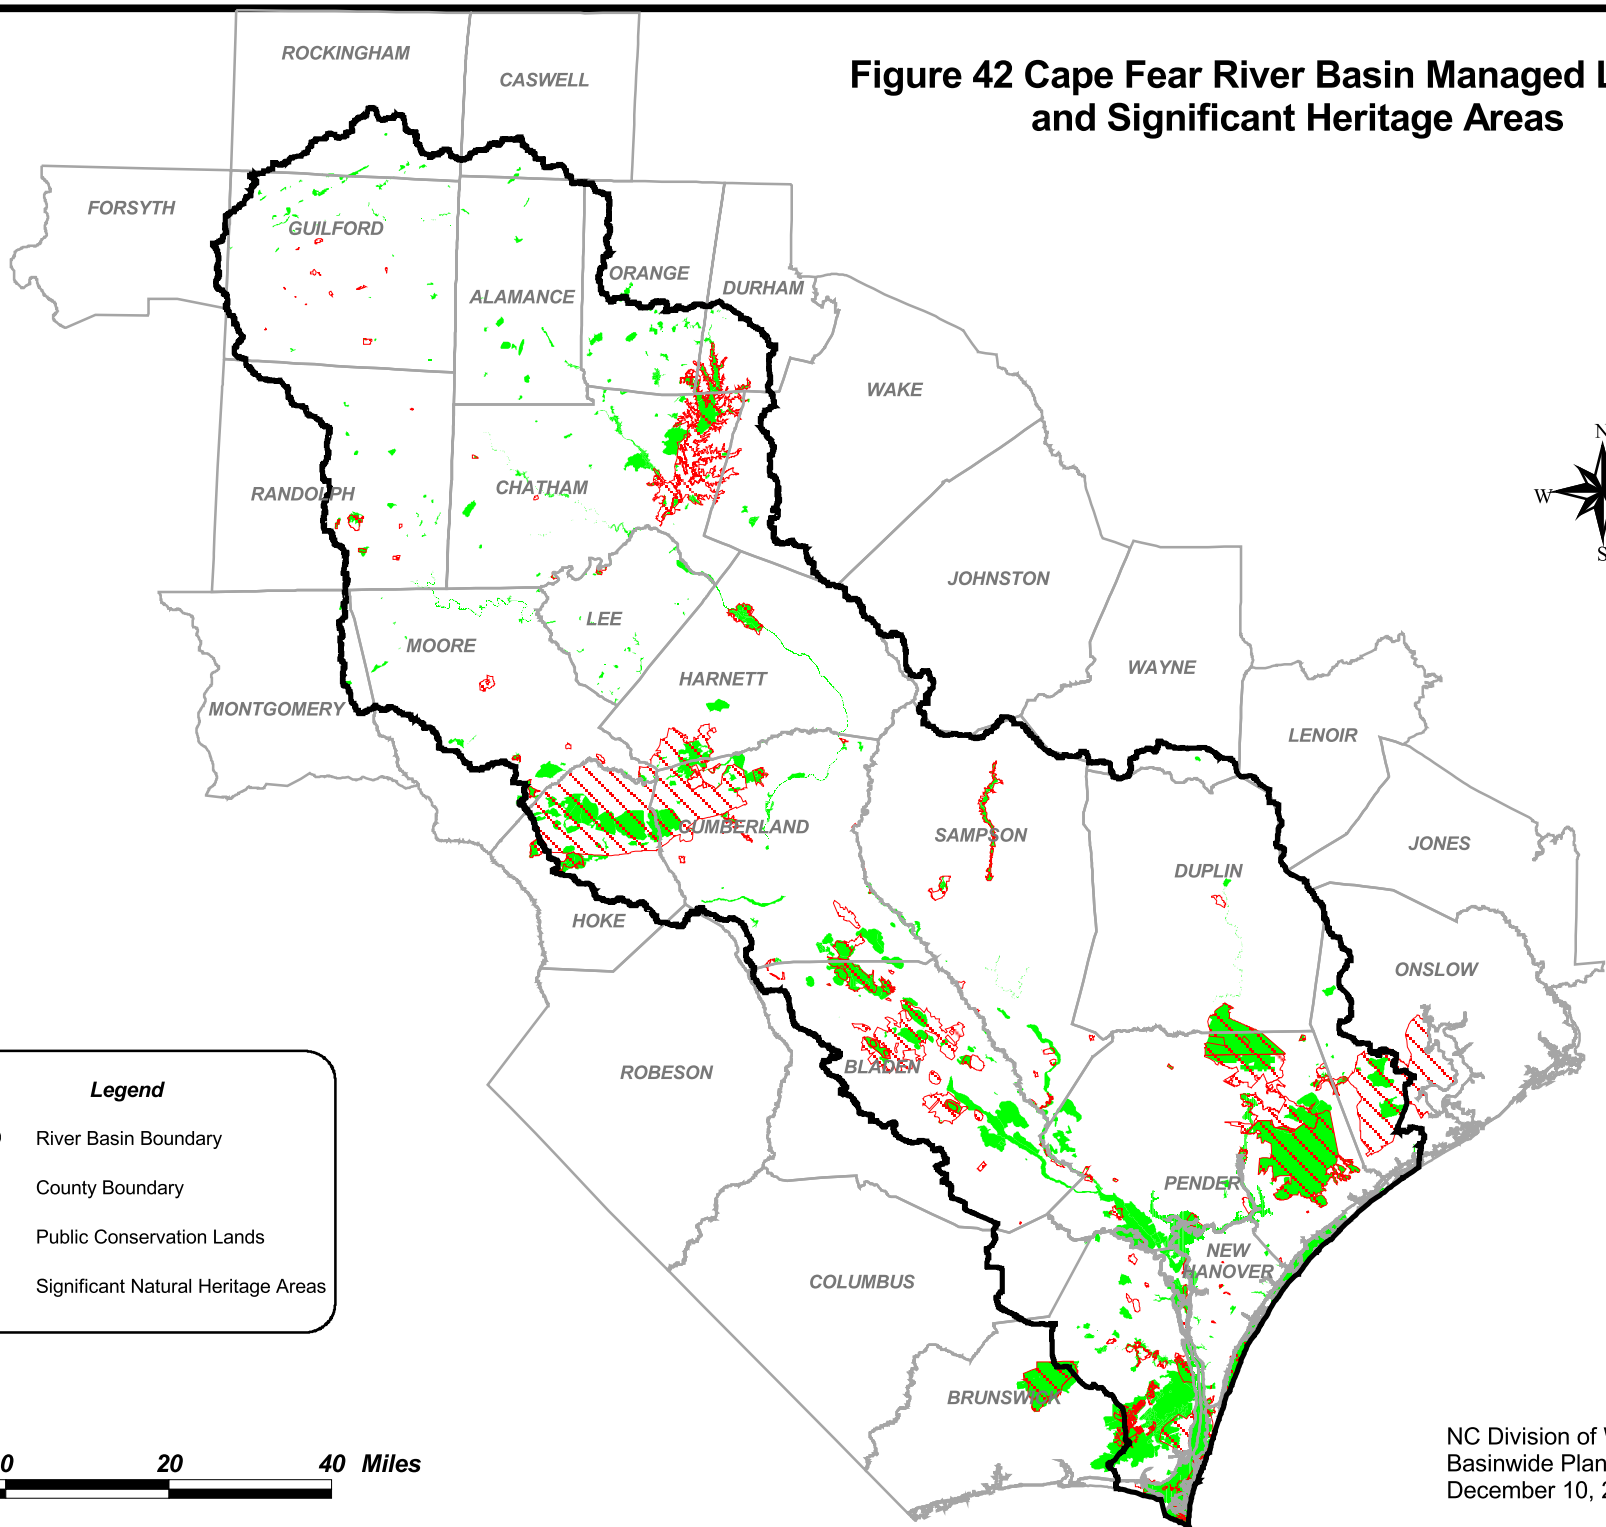 Figure 42 Cape Fear River Basin Managed
and Significant Heritage Areas
ROCKINGHAM
CASWELL
FORSYTH
GUILFORD
ORANGE
DURHAM
ALAMANCE
WAKE
N
W
S
RANDOLPH
CHATHAM
JOHNSTON
LEE
MOORE
WAYNE
HARNETT
MONTGOMERY
LENOIR
CUMBERLAND
SAMPSON
JONES
DUPLIN
HOKE
ONSLOW
BLADEN
ROBESON
PENDER
NEW
HANOVER
COLUMBUS
BRUNSWICK
Legend
River Basin Boundary
County Boundary
Public Conservation Lands
Significant Natural Heritage Areas
0 20 40 Miles
NC Division of
Basinwide
December 10,